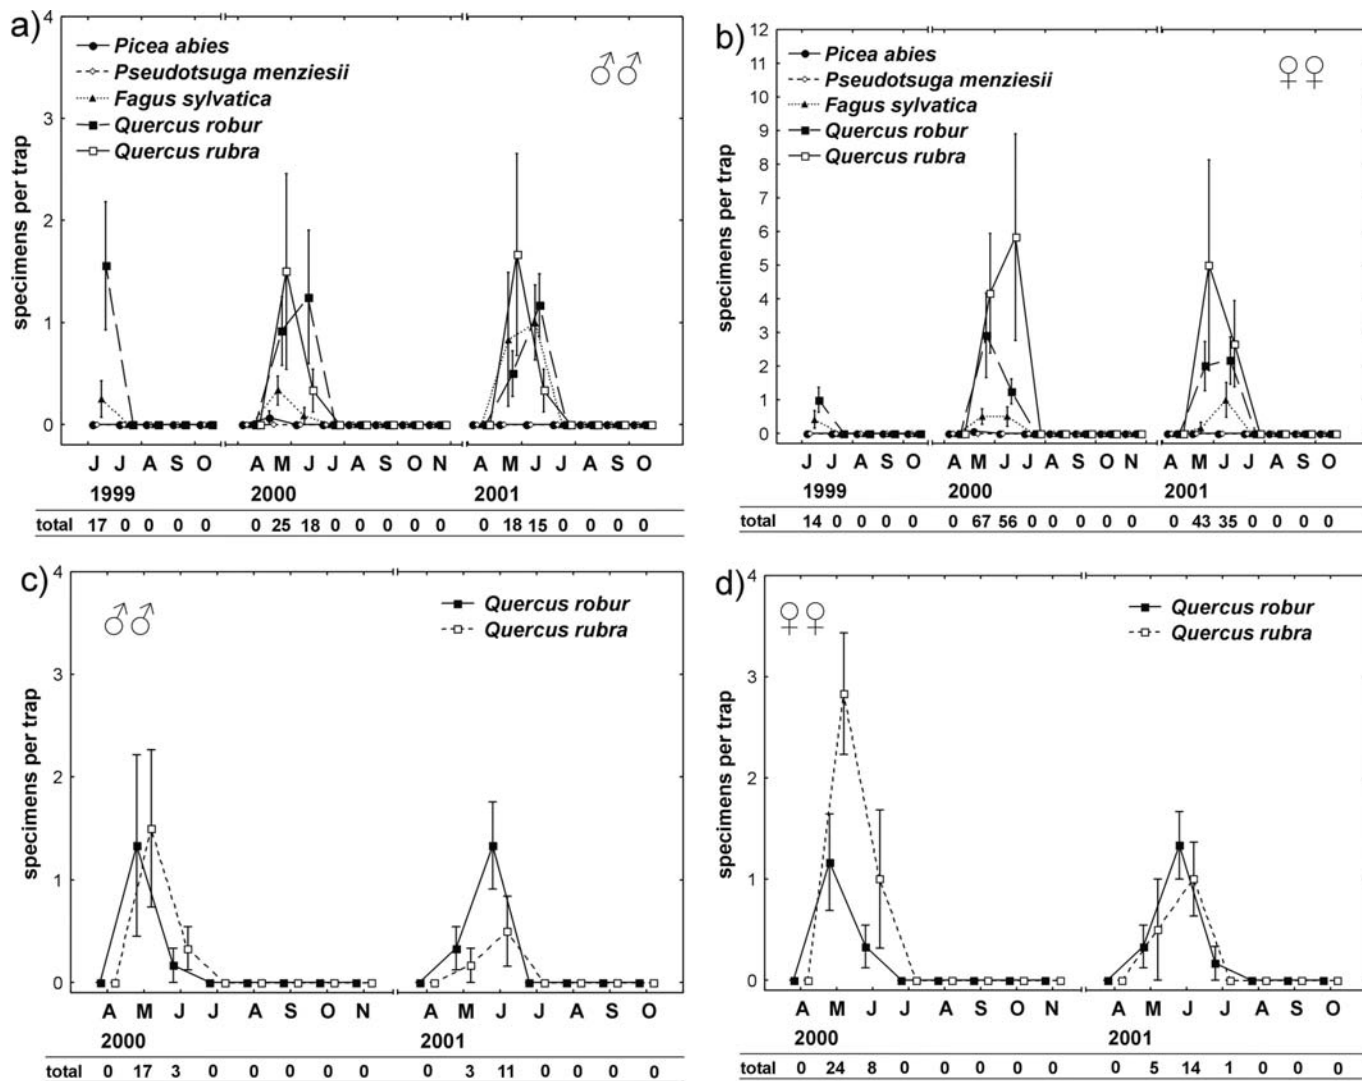 a)
4
3
2
1
0
specimens per trap
Picea abies
Pseudotsuga menziesii
Fagus sylvatica
Quercus robur
Quercus rubra
♂♂
J J A S O A M J J A S O N A M J J A S O
1999 2000 2001
total 17 0 0 0 0 0 25 18 0 0 0 0 0 0 18 15 0 0 0 0
b)
12
11
10
9
8
7
6
5
4
3
2
1
0
specimens per trap
Picea abies
Pseudotsuga menziesii
Fagus sylvatica
Quercus robur
Quercus rubra
♀♀
J J A S O A M J J A S O N A M J J A S O
1999 2000 2001
total 14 0 0 0 0 0 67 56 0 0 0 0 0 0 43 35 0 0 0 0
c)
4
3
2
1
0
specimens per trap
♂♂
Quercus robur
Quercus rubra
A M J J A S O N A M J J A S O
2000 2001
total 0 17 3 0 0 0 0 0 0 3 11 0 0 0 0
d)
4
3
2
1
0
specimens per trap
♀♀
Quercus robur
Quercus rubra
A M J J A S O N A M J J A S O
2000 2001
total 0 24 8 0 0 0 0 0 0 5 14 1 0 0 0